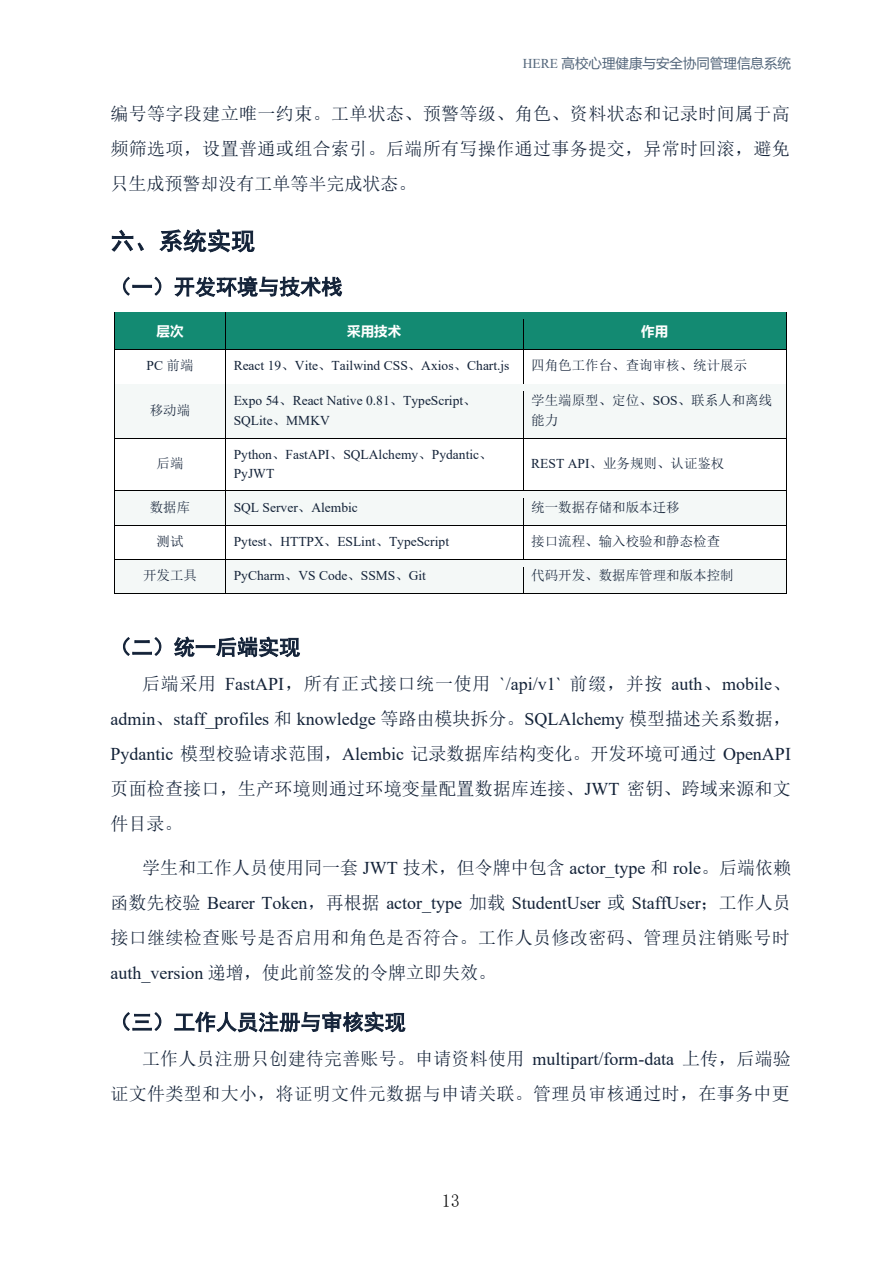 HERE 高校心理健康与安全协同管理信息系统
编号等字段建立唯一约束。工单状态、预警等级、角色、资料状态和记录时间属于高
频筛选项，设置普通或组合索引。后端所有写操作通过事务提交，异常时回滚，避免
只生成预警却没有工单等半完成状态。
六、系统实现
（一）开发环境与技术栈
层次 采用技术 作用
PC 前端 React 19、Vite、Tailwind CSS、Axios、Chart.js 四角色工作台、查询审核、统计展示
移动端 Expo 54、React Native 0.81、TypeScript、 学生端原型、定位、SOS、联系人和离线
SQLite、MMKV 能力
后端 Python、FastAPI、SQLAlchemy、Pydantic、 REST API、业务规则、认证鉴权
PyJWT
数据库 SQL Server、Alembic 统一数据存储和版本迁移
测试 Pytest、HTTPX、ESLint、TypeScript 接口流程、输入校验和静态检查
开发工具 PyCharm、VS Code、SSMS、Git 代码开发、数据库管理和版本控制
（二）统一后端实现
后端采用 FastAPI，所有正式接口统一使用 `/api/v1` 前缀，并按 auth、mobile、
admin、staff_profiles 和 knowledge 等路由模块拆分。SQLAlchemy 模型描述关系数据，
Pydantic 模型校验请求范围，Alembic 记录数据库结构变化。开发环境可通过 OpenAPI
页面检查接口，生产环境则通过环境变量配置数据库连接、JWT 密钥、跨域来源和文
件目录。
学生和工作人员使用同一套 JWT 技术，但令牌中包含 actor_type 和 role。后端依赖
函数先校验 Bearer Token，再根据 actor_type 加载 StudentUser 或 StaffUser；工作人员
接口继续检查账号是否启用和角色是否符合。工作人员修改密码、管理员注销账号时
auth_version 递增，使此前签发的令牌立即失效。
（三）工作人员注册与审核实现
工作人员注册只创建待完善账号。申请资料使用 multipart/form-data 上传，后端验
证文件类型和大小，将证明文件元数据与申请关联。管理员审核通过时，在事务中更
13